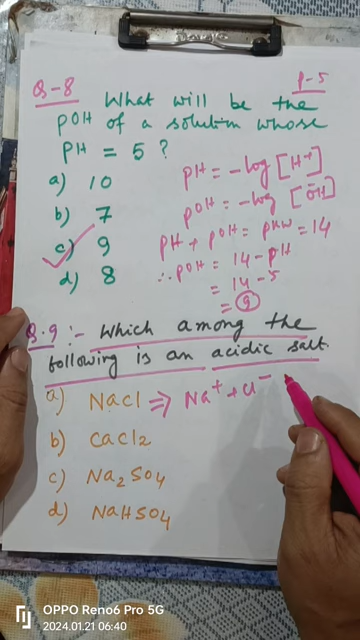 P-5
Q-8 What will be the
pOH of a solution whose
pH = 5 ?
a) 10
b) 7
c) 9
d) 8
pH = -log [H+]
pOH = -log [OH]
pH + pOH = pKw = 14
∴ pOH = 14 - pH
= 14 - 5
= 9
Q.9 :- Which among the
following is an acidic salt.
a) NaCl ⇒ Na+ + Cl-
b) CaCl2
c) Na2SO4
d) NaHSO4
OPPO Reno6 Pro 5G
2024.01.21 06:40